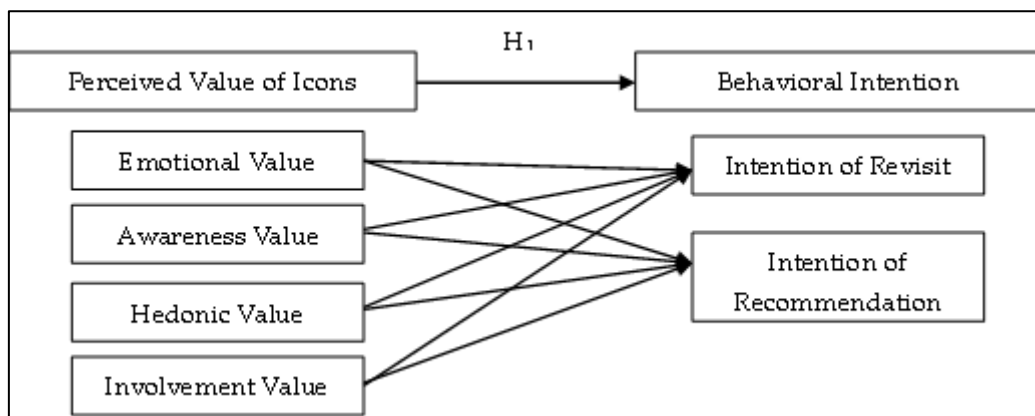 H₁
Perceived Value of Icons
Behavioral Intention
Emotional Value
Intention of Revisit
Awareness Value
Intention of
Recommendation
Hedonic Value
Involvement Value